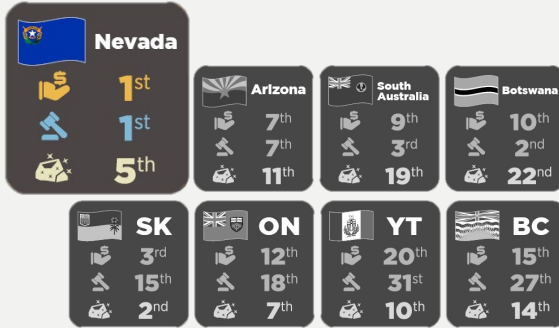 Nevada
1st
1st
5th
Arizona
7th
7th
11th
South
Australia
9th
3rd
19th
Botswana
10th
2nd
22nd
SK
3rd
15th
2nd
ON
12th
18th
7th
YT
20th
31st
10th
BC
15th
27th
14th